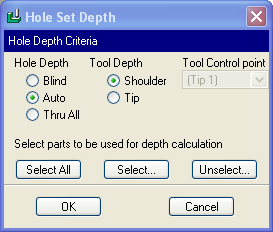 Hole Set Depth
Hole Depth Criteria
Hole Depth Tool Depth Tool Control point
Blind Shoulder (Tip 1)
Auto Tip
Thru All
Select parts to be used for depth calculation
Select All Select... Unselect...
OK Cancel